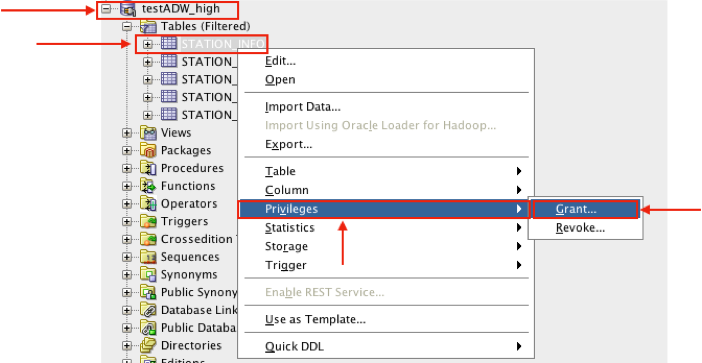 testADW_high
Tables (Filtered)
STATION_INFO
STATION_
STATION_
STATION_
STATION_
Views
Packages
Procedures
Functions
Operators
Triggers
Crossedition
Sequences
Synonyms
Public Synony
Database Link
Public Databa
Directories
Editions
Edit...
Open
Import Data...
Import Using Oracle Loader for Hadoop...
Export...
Table
Column
Privileges
Statistics
Storage
Trigger
Enable REST Service...
Use as Template...
Quick DDL
Grant...
Revoke...